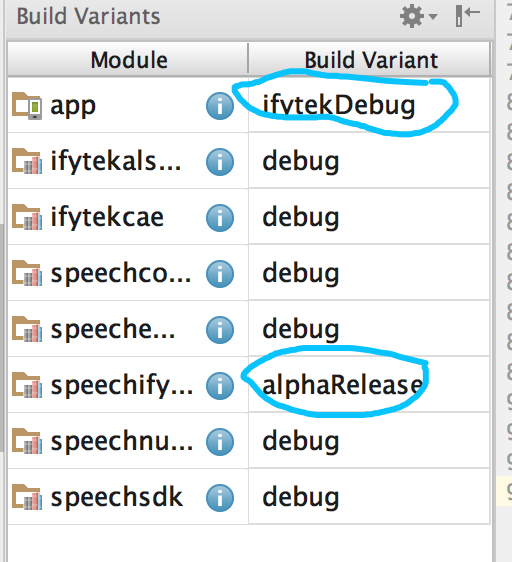 Build Variants
Module Build Variant
app ifytekDebug
ifytekals... debug
ifytekcae debug
speechco... debug
speeche... debug
speechify... alphaRelease
speechnu... debug
speechsdk debug